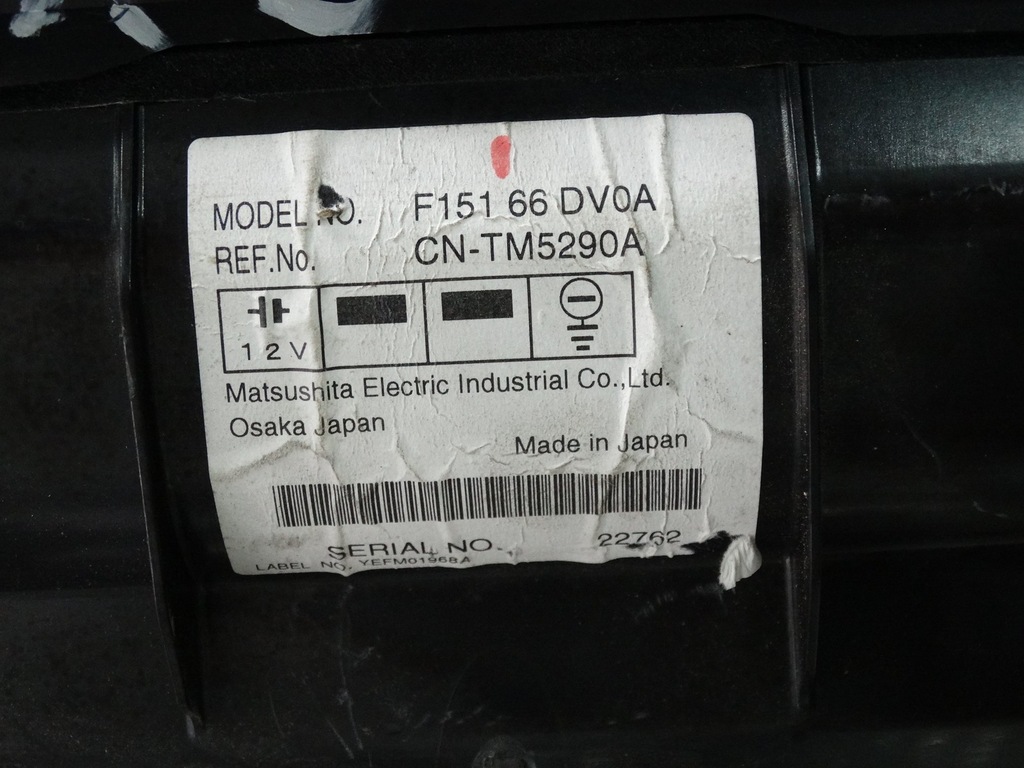 MODEL NO. F151 66 DV0A
REF.No. CN-TM5290A
12V
Matsushita Electric Industrial Co.,Ltd.
Osaka Japan
Made in Japan
SERIAL NO. 22762
LABEL NO. YEFM01968A